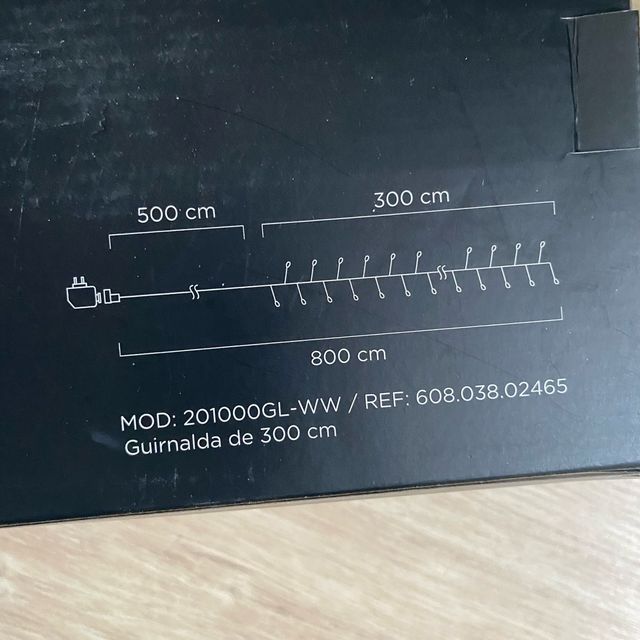 500 cm
300 cm
800 cm
MOD: 201000GL-WW / REF: 608.038.02465
Guirnalda de 300 cm